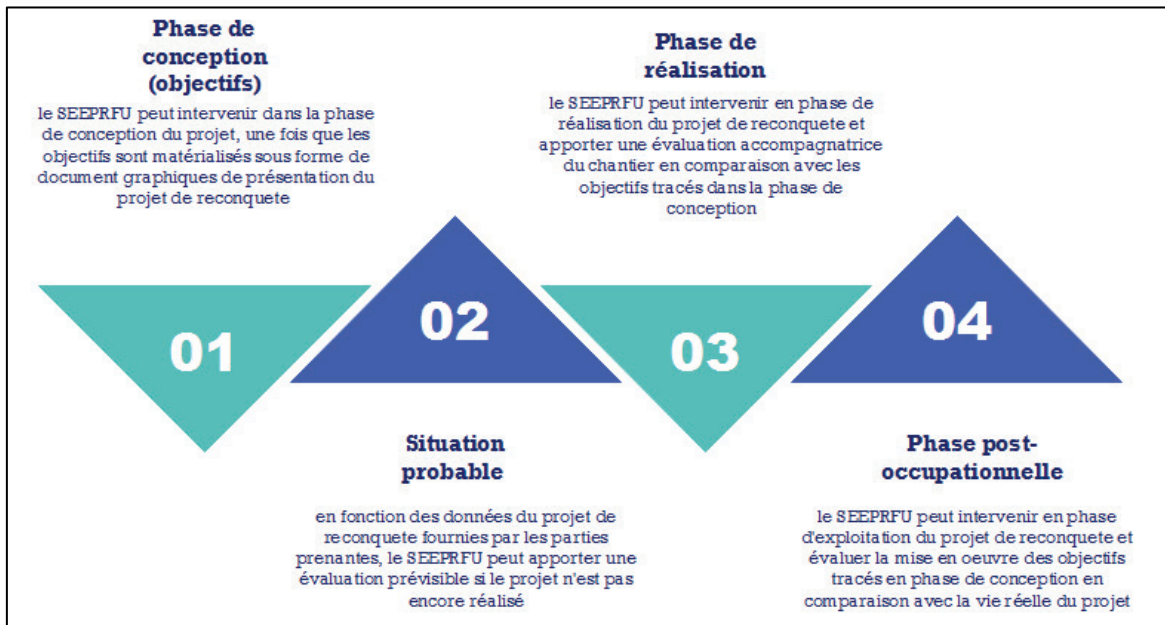 Phase de
conception
(objectifs)
le SEEPRFU peut intervenir dans la phase
de conception du projet, une fois que les
objectifs sont matérialisés sous forme de
document graphiques de présentation du
projet de reconquete
Phase de
réalisation
le SEEPRFU peut intervenir en phase de
réalisation du projet de reconquete et
apporter une évaluation accompagnatrice
du chantier en comparaison avec les
objectifs tracés dans la phase de
conception
01
02
03
04
Situation
probable
en fonction des données du projet de
reconquete fournies par les parties
prenantes, le SEEPRFU peut apporter une
évaluation prévisible si le projet n'est pas
encore réalisé
Phase post-
occupationnelle
le SEEPRFU peut intervenir en phase
d'exploitation du projet de reconquete et
évaluer la mise en oeuvre des objectifs
tracés en phase de conception en
comparaison avec la vie réelle du projet